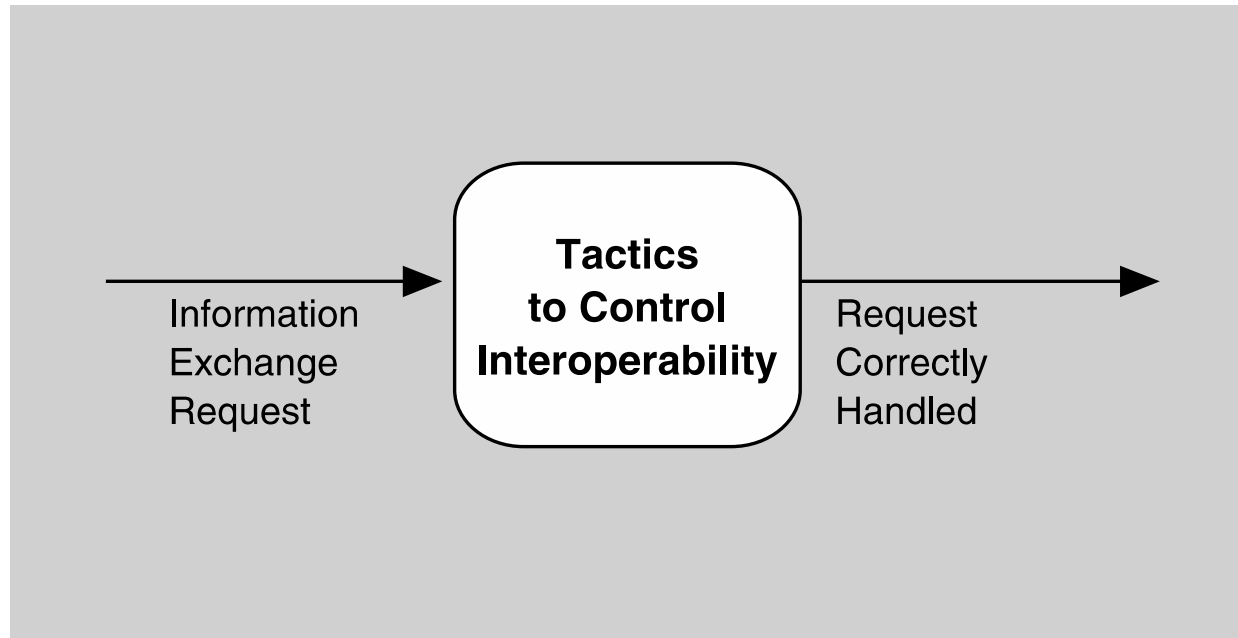 Information
Exchange
Request
Tactics
to Control
Interoperability
Request
Correctly
Handled